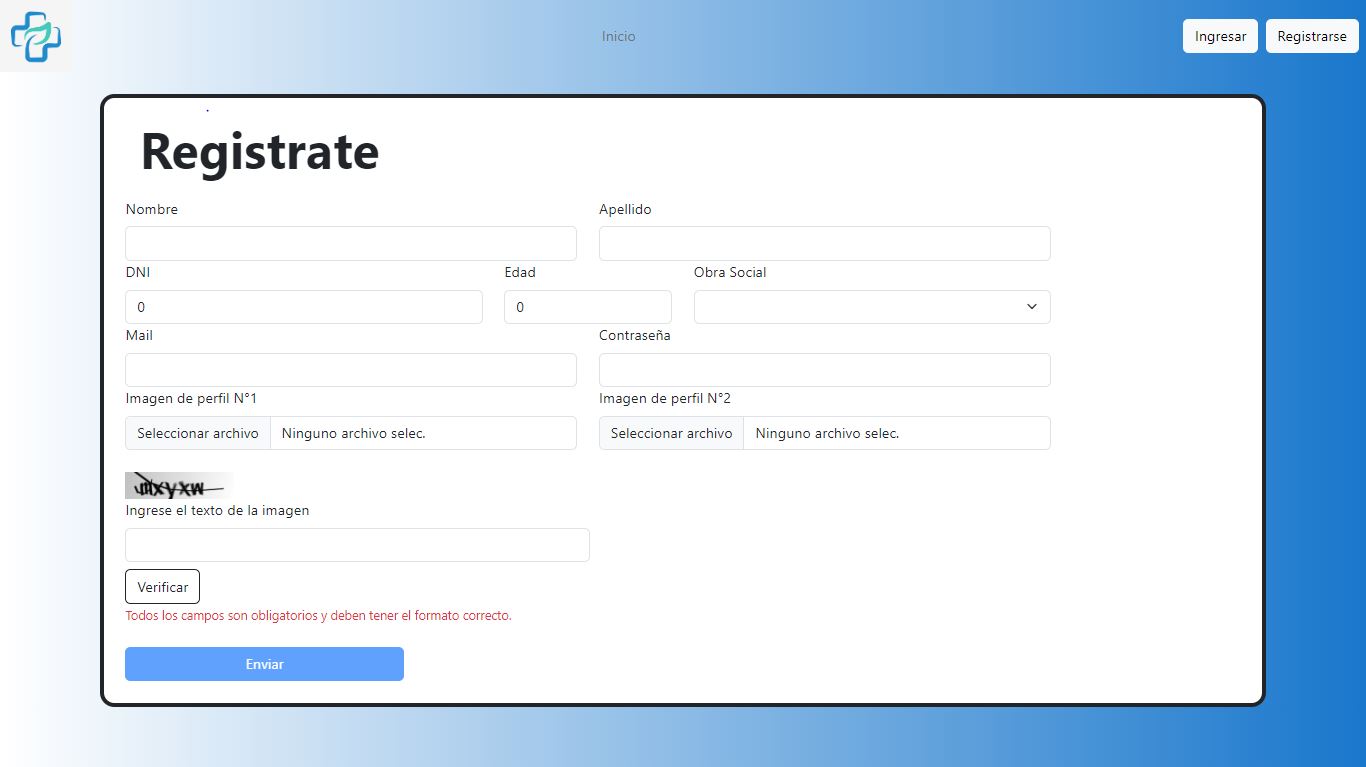 Inicio
Ingresar
Registrarse
Registrate
Nombre
Apellido
DNI
Edad
Obra Social
0
0
Mail
Contraseña
Imagen de perfil N°1
Imagen de perfil N°2
Seleccionar archivo
Ninguno archivo selec.
Seleccionar archivo
Ninguno archivo selec.
Ingrese el texto de la imagen
Verificar
Todos los campos son obligatorios y deben tener el formato correcto.
Enviar